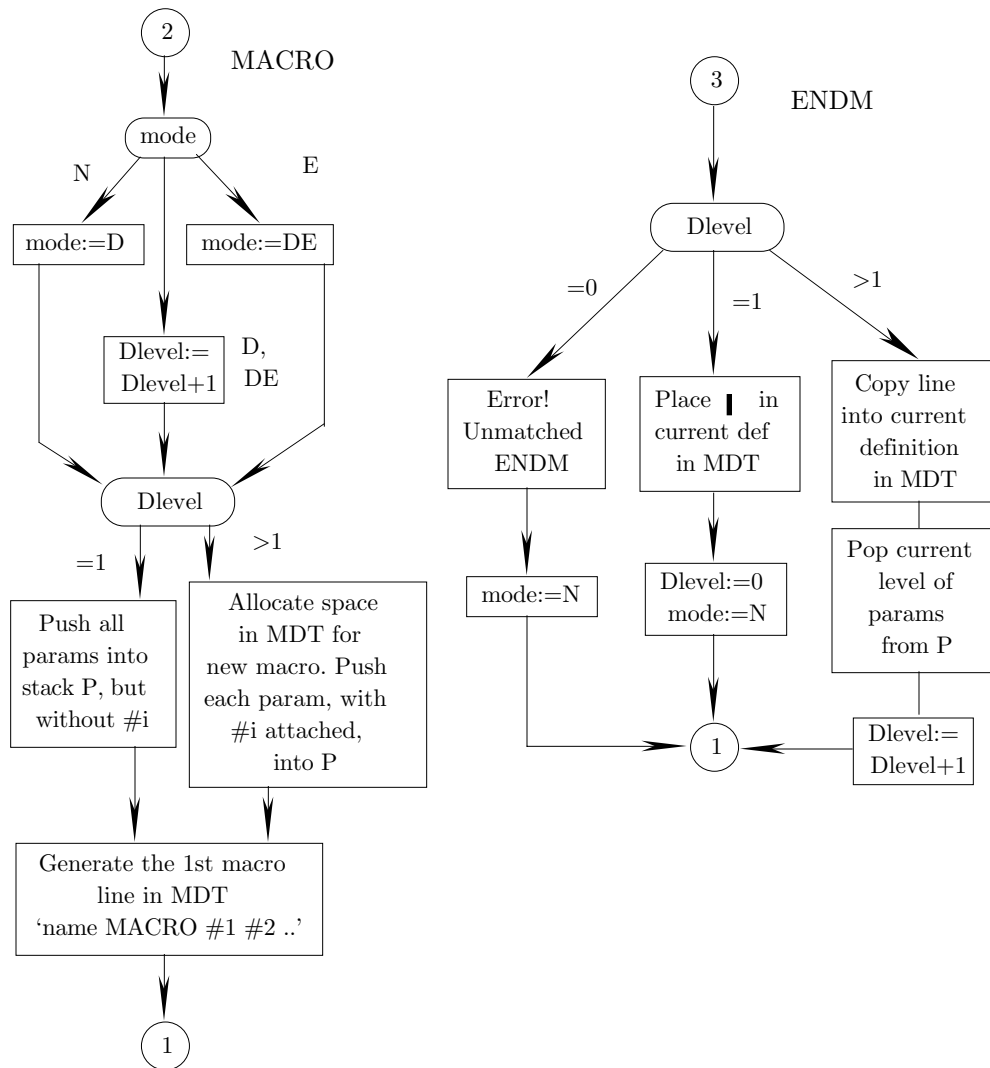 2
MACRO
mode
N
E
mode:=D
mode:=DE
Dlevel:=
Dlevel+1
D,
DE
Dlevel
=1
>1
Push all
params into
stack P, but
without #i
Allocate space
in MDT for
new macro. Push
each param, with
#i attached,
into P
Generate the 1st macro
line in MDT
‘name MACRO #1 #2 ..’
1
3
ENDM
Dlevel
=0
=1
>1
Error!
Unmatched
ENDM
Place ▌ in
current def
in MDT
Copy line
into current
definition
in MDT
mode:=N
Dlevel:=0
mode:=N
Pop current
level of
params
from P
1
Dlevel:=
Dlevel+1